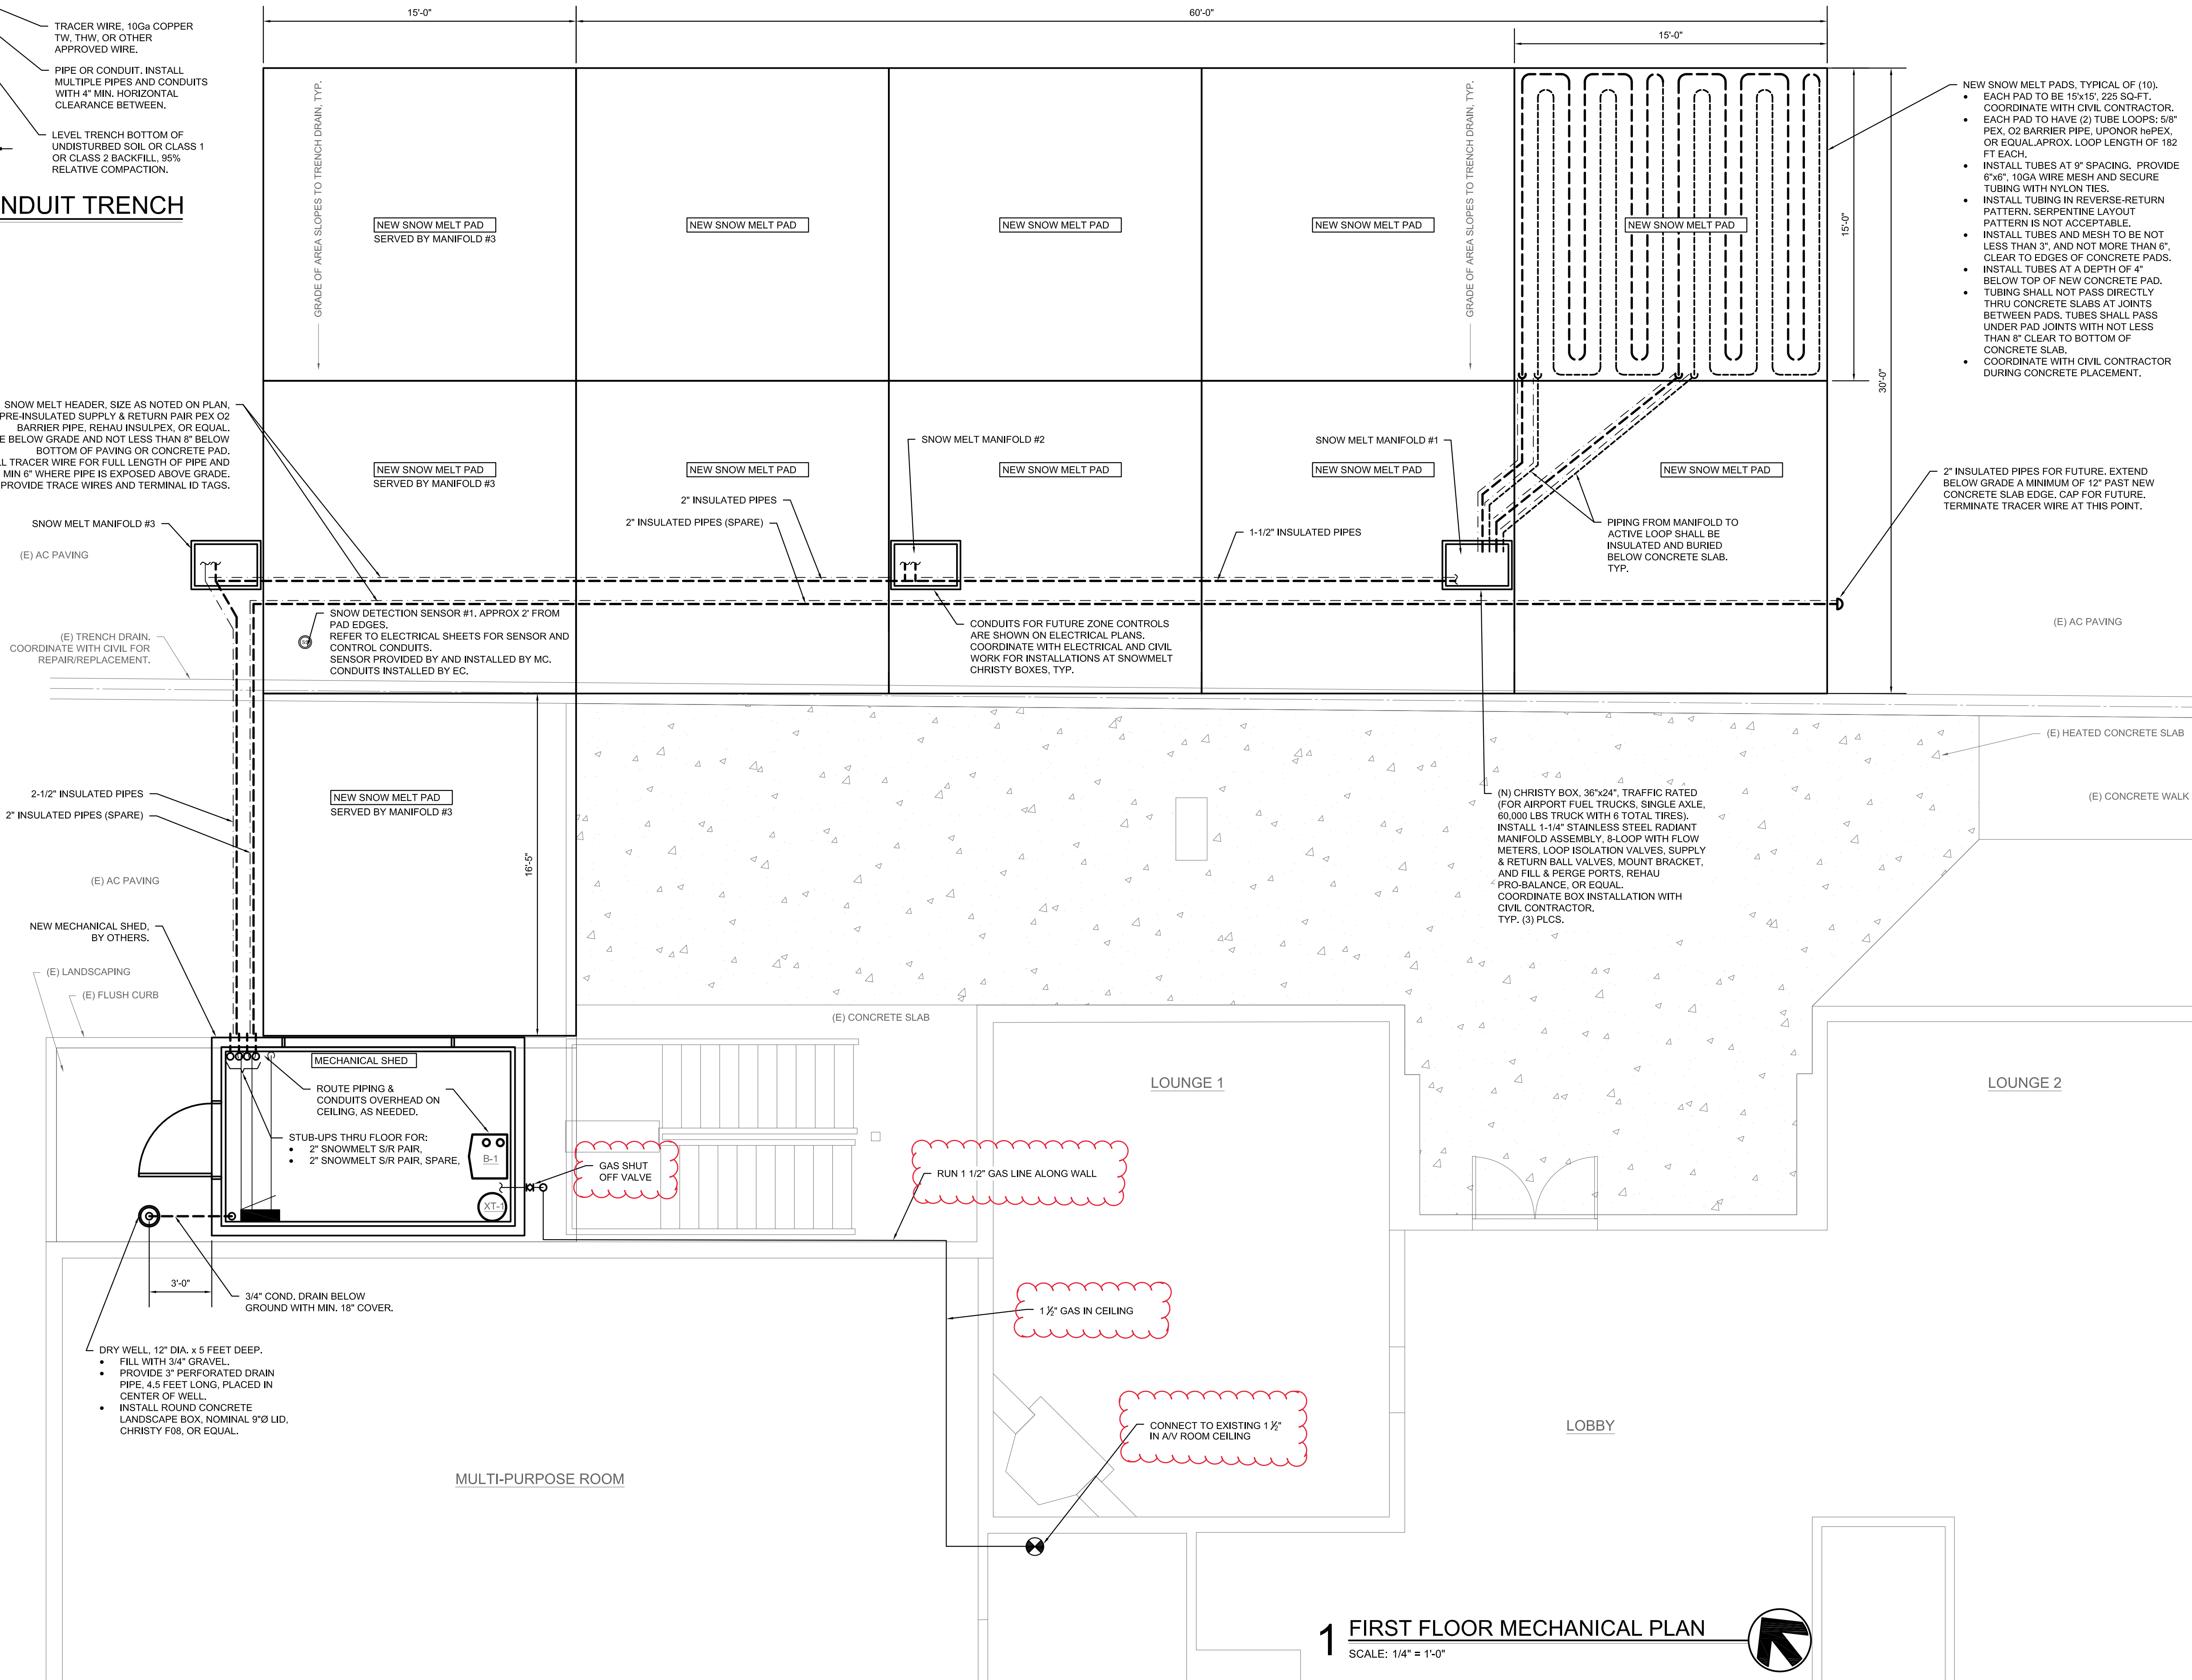 15'-0"
60'-0"
15'-0"
TRACER WIRE, 10Ga COPPER
TW, THW, OR OTHER
APPROVED WIRE.
PIPE OR CONDUIT. INSTALL
MULTIPLE PIPES AND CONDUITS
WITH 4" MIN. HORIZONTAL
CLEARANCE BETWEEN.
LEVEL TRENCH BOTTOM OF
UNDISTURBED SOIL OR CLASS 1
OR CLASS 2 BACKFILL, 95%
RELATIVE COMPACTION.
NDUIT TRENCH
GRADE OF AREA SLOPES TO TRENCH DRAIN, TYP.
GRADE OF AREA SLOPES TO TRENCH DRAIN, TYP.
NEW SNOW MELT PAD
SERVED BY MANIFOLD #3
NEW SNOW MELT PAD
NEW SNOW MELT PAD
NEW SNOW MELT PAD
NEW SNOW MELT PAD
15'-0"
30'-0"
NEW SNOW MELT PADS, TYPICAL OF (10).
• EACH PAD TO BE 15'x15', 225 SQ-FT.
COORDINATE WITH CIVIL CONTRACTOR.
• EACH PAD TO HAVE (2) TUBE LOOPS: 5/8"
PEX, O2 BARRIER PIPE, UPONOR hePEX,
OR EQUAL.APROX. LOOP LENGTH OF 182
FT EACH.
• INSTALL TUBES AT 9" SPACING. PROVIDE
6"x6", 10GA WIRE MESH AND SECURE
TUBING WITH NYLON TIES.
• INSTALL TUBING IN REVERSE-RETURN
PATTERN. SERPENTINE LAYOUT
PATTERN IS NOT ACCEPTABLE.
• INSTALL TUBES AND MESH TO BE NOT
LESS THAN 3", AND NOT MORE THAN 6",
CLEAR TO EDGES OF CONCRETE PADS.
• INSTALL TUBES AT A DEPTH OF 4"
BELOW TOP OF NEW CONCRETE PAD.
• TUBING SHALL NOT PASS DIRECTLY
THRU CONCRETE SLABS AT JOINTS
BETWEEN PADS. TUBES SHALL PASS
UNDER PAD JOINTS WITH NOT LESS
THAN 8" CLEAR TO BOTTOM OF
CONCRETE SLAB.
• COORDINATE WITH CIVIL CONTRACTOR
DURING CONCRETE PLACEMENT.
SNOW MELT HEADER, SIZE AS NOTED ON PLAN,
PRE-INSULATED SUPPLY & RETURN PAIR PEX O2
BARRIER PIPE, REHAU INSULPEX, OR EQUAL.
E BELOW GRADE AND NOT LESS THAN 8" BELOW
BOTTOM OF PAVING OR CONCRETE PAD.
L TRACER WIRE FOR FULL LENGTH OF PIPE AND
MIN 6" WHERE PIPE IS EXPOSED ABOVE GRADE.
PROVIDE TRACE WIRES AND TERMINAL ID TAGS.
SNOW MELT MANIFOLD #3
(E) AC PAVING
NEW SNOW MELT PAD
SERVED BY MANIFOLD #3
NEW SNOW MELT PAD
SNOW MELT MANIFOLD #2
NEW SNOW MELT PAD
SNOW MELT MANIFOLD #1
NEW SNOW MELT PAD
NEW SNOW MELT PAD
2" INSULATED PIPES
2" INSULATED PIPES (SPARE)
1-1/2" INSULATED PIPES
PIPING FROM MANIFOLD TO
ACTIVE LOOP SHALL BE
INSULATED AND BURIED
BELOW CONCRETE SLAB.
TYP.
2" INSULATED PIPES FOR FUTURE. EXTEND
BELOW GRADE A MINIMUM OF 12" PAST NEW
CONCRETE SLAB EDGE. CAP FOR FUTURE.
TERMINATE TRACER WIRE AT THIS POINT.
(E) AC PAVING
SNOW DETECTION SENSOR #1. APPROX 2' FROM
PAD EDGES.
REFER TO ELECTRICAL SHEETS FOR SENSOR AND
CONTROL CONDUITS.
SENSOR PROVIDED BY AND INSTALLED BY MC.
CONDUITS INSTALLED BY EC.
CONDUITS FOR FUTURE ZONE CONTROLS
ARE SHOWN ON ELECTRICAL PLANS.
COORDINATE WITH ELECTRICAL AND CIVIL
WORK FOR INSTALLATIONS AT SNOWMELT
CHRISTY BOXES, TYP.
(E) TRENCH DRAIN.
COORDINATE WITH CIVIL FOR
REPAIR/REPLACEMENT.
(E) HEATED CONCRETE SLAB
(E) CONCRETE WALK
2-1/2" INSULATED PIPES
2" INSULATED PIPES (SPARE)
NEW SNOW MELT PAD
SERVED BY MANIFOLD #3
16'-5"
(N) CHRISTY BOX, 36"x24", TRAFFIC RATED
(FOR AIRPORT FUEL TRUCKS, SINGLE AXLE,
60,000 LBS TRUCK WITH 6 TOTAL TIRES).
INSTALL 1-1/4" STAINLESS STEEL RADIANT
MANIFOLD ASSEMBLY, 8-LOOP WITH FLOW
METERS, LOOP ISOLATION VALVES, SUPPLY
& RETURN BALL VALVES, MOUNT BRACKET,
AND FILL & PERGE PORTS, REHAU
PRO-BALANCE, OR EQUAL.
COORDINATE BOX INSTALLATION WITH
CIVIL CONTRACTOR.
TYP. (3) PLCS.
(E) AC PAVING
NEW MECHANICAL SHED,
BY OTHERS.
(E) LANDSCAPING
(E) FLUSH CURB
(E) CONCRETE SLAB
MECHANICAL SHED
ROUTE PIPING &
CONDUITS OVERHEAD ON
CEILING, AS NEEDED.
STUB-UPS THRU FLOOR FOR:
• 2" SNOWMELT S/R PAIR,
• 2" SNOWMELT S/R PAIR, SPARE,
B-1
XT-1
GAS SHUT
OFF VALVE
RUN 1 1/2" GAS LINE ALONG WALL
LOUNGE 1
LOUNGE 2
3'-0"
3/4" COND. DRAIN BELOW
GROUND WITH MIN. 18" COVER.
1 ½" GAS IN CEILING
DRY WELL, 12" DIA. x 5 FEET DEEP.
• FILL WITH 3/4" GRAVEL.
• PROVIDE 3" PERFORATED DRAIN
PIPE, 4.5 FEET LONG, PLACED IN
CENTER OF WELL.
• INSTALL ROUND CONCRETE
LANDSCAPE BOX, NOMINAL 9"Ø LID,
CHRISTY F08, OR EQUAL.
CONNECT TO EXISTING 1 ½"
IN A/V ROOM CEILING
LOBBY
MULTI-PURPOSE ROOM
1 FIRST FLOOR MECHANICAL PLAN
SCALE: 1/4" = 1'-0"